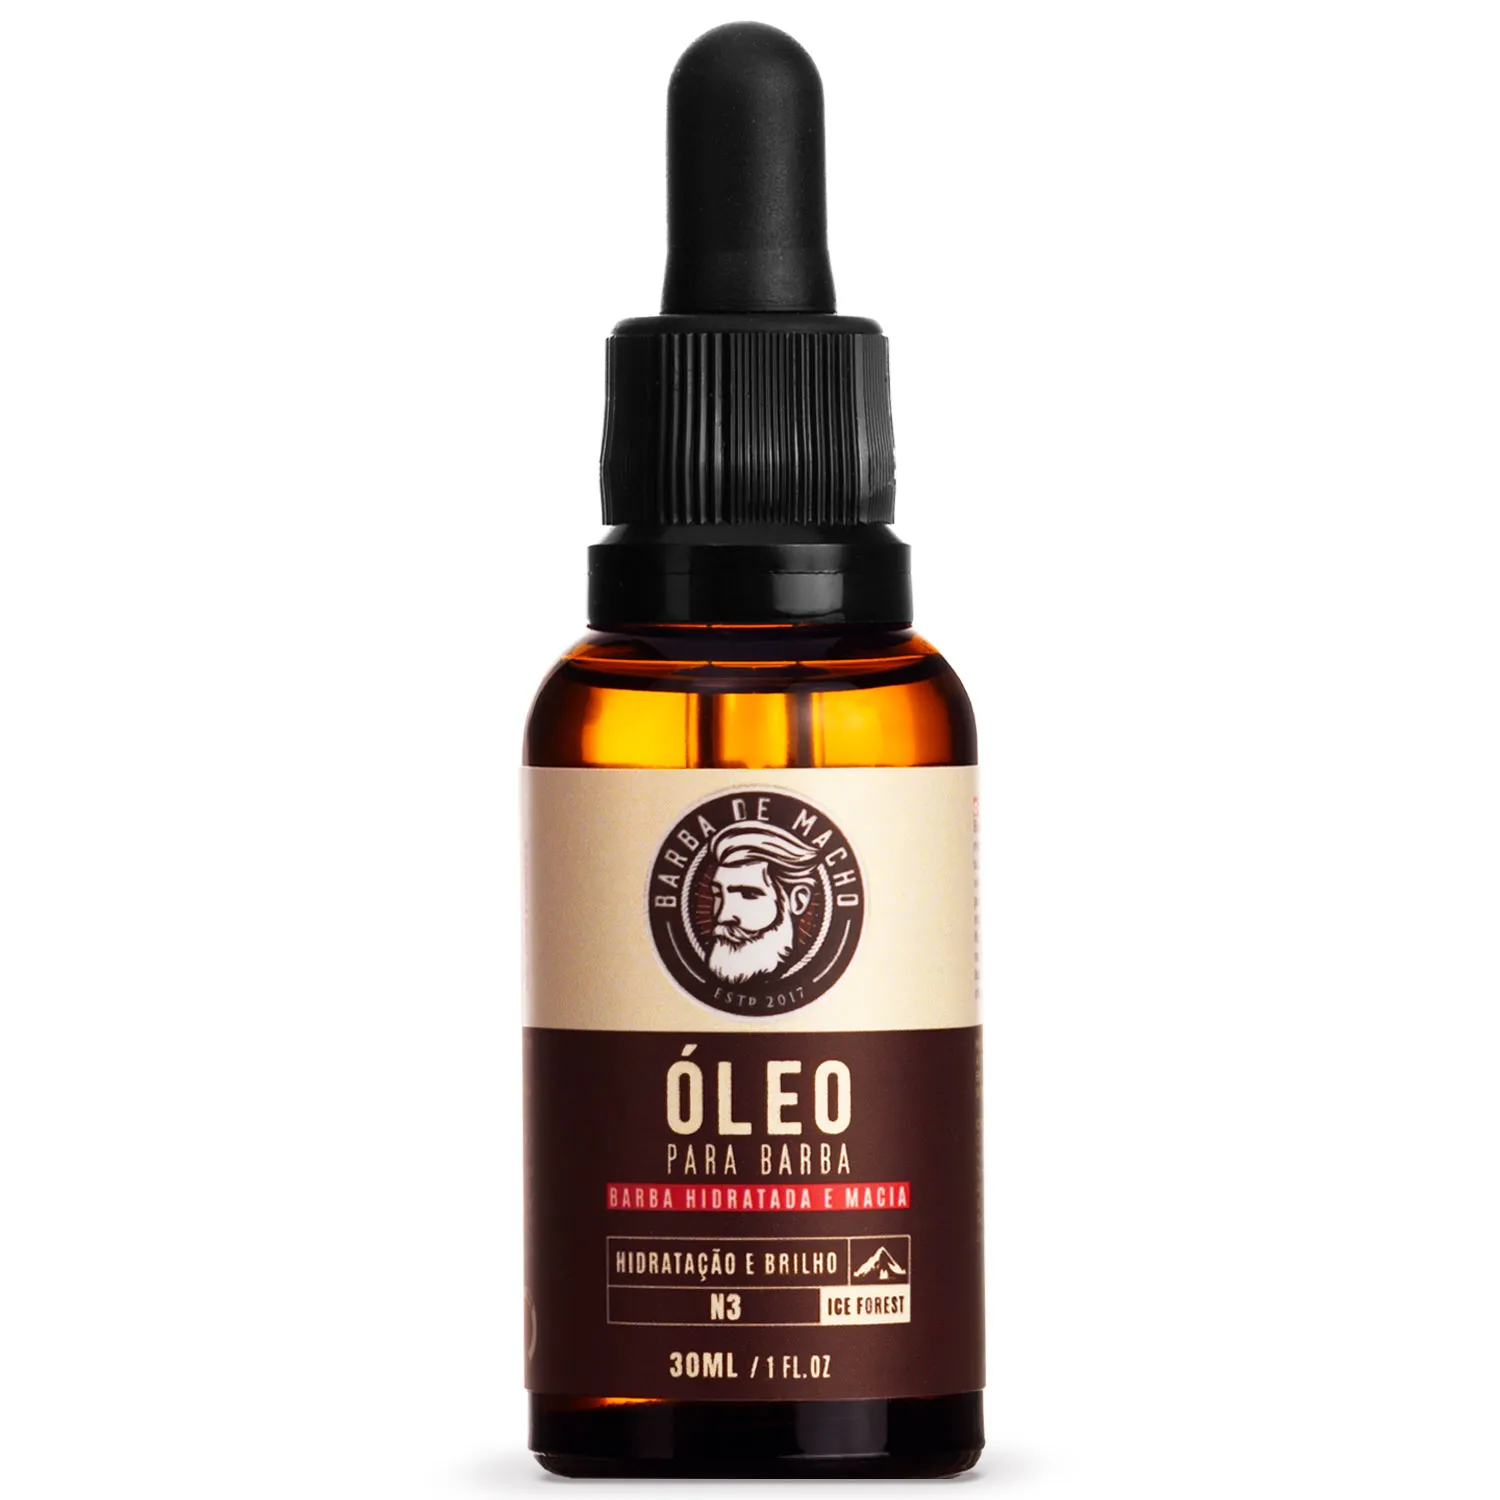 BARBA DE MACHO
ESTD 2017
ÓLEO
PARA BARBA
BARBA HIDRATADA E MACIA
HIDRATAÇÃO E BRILHO
N3
ICE FOREST
30ML / 1 FL.OZ